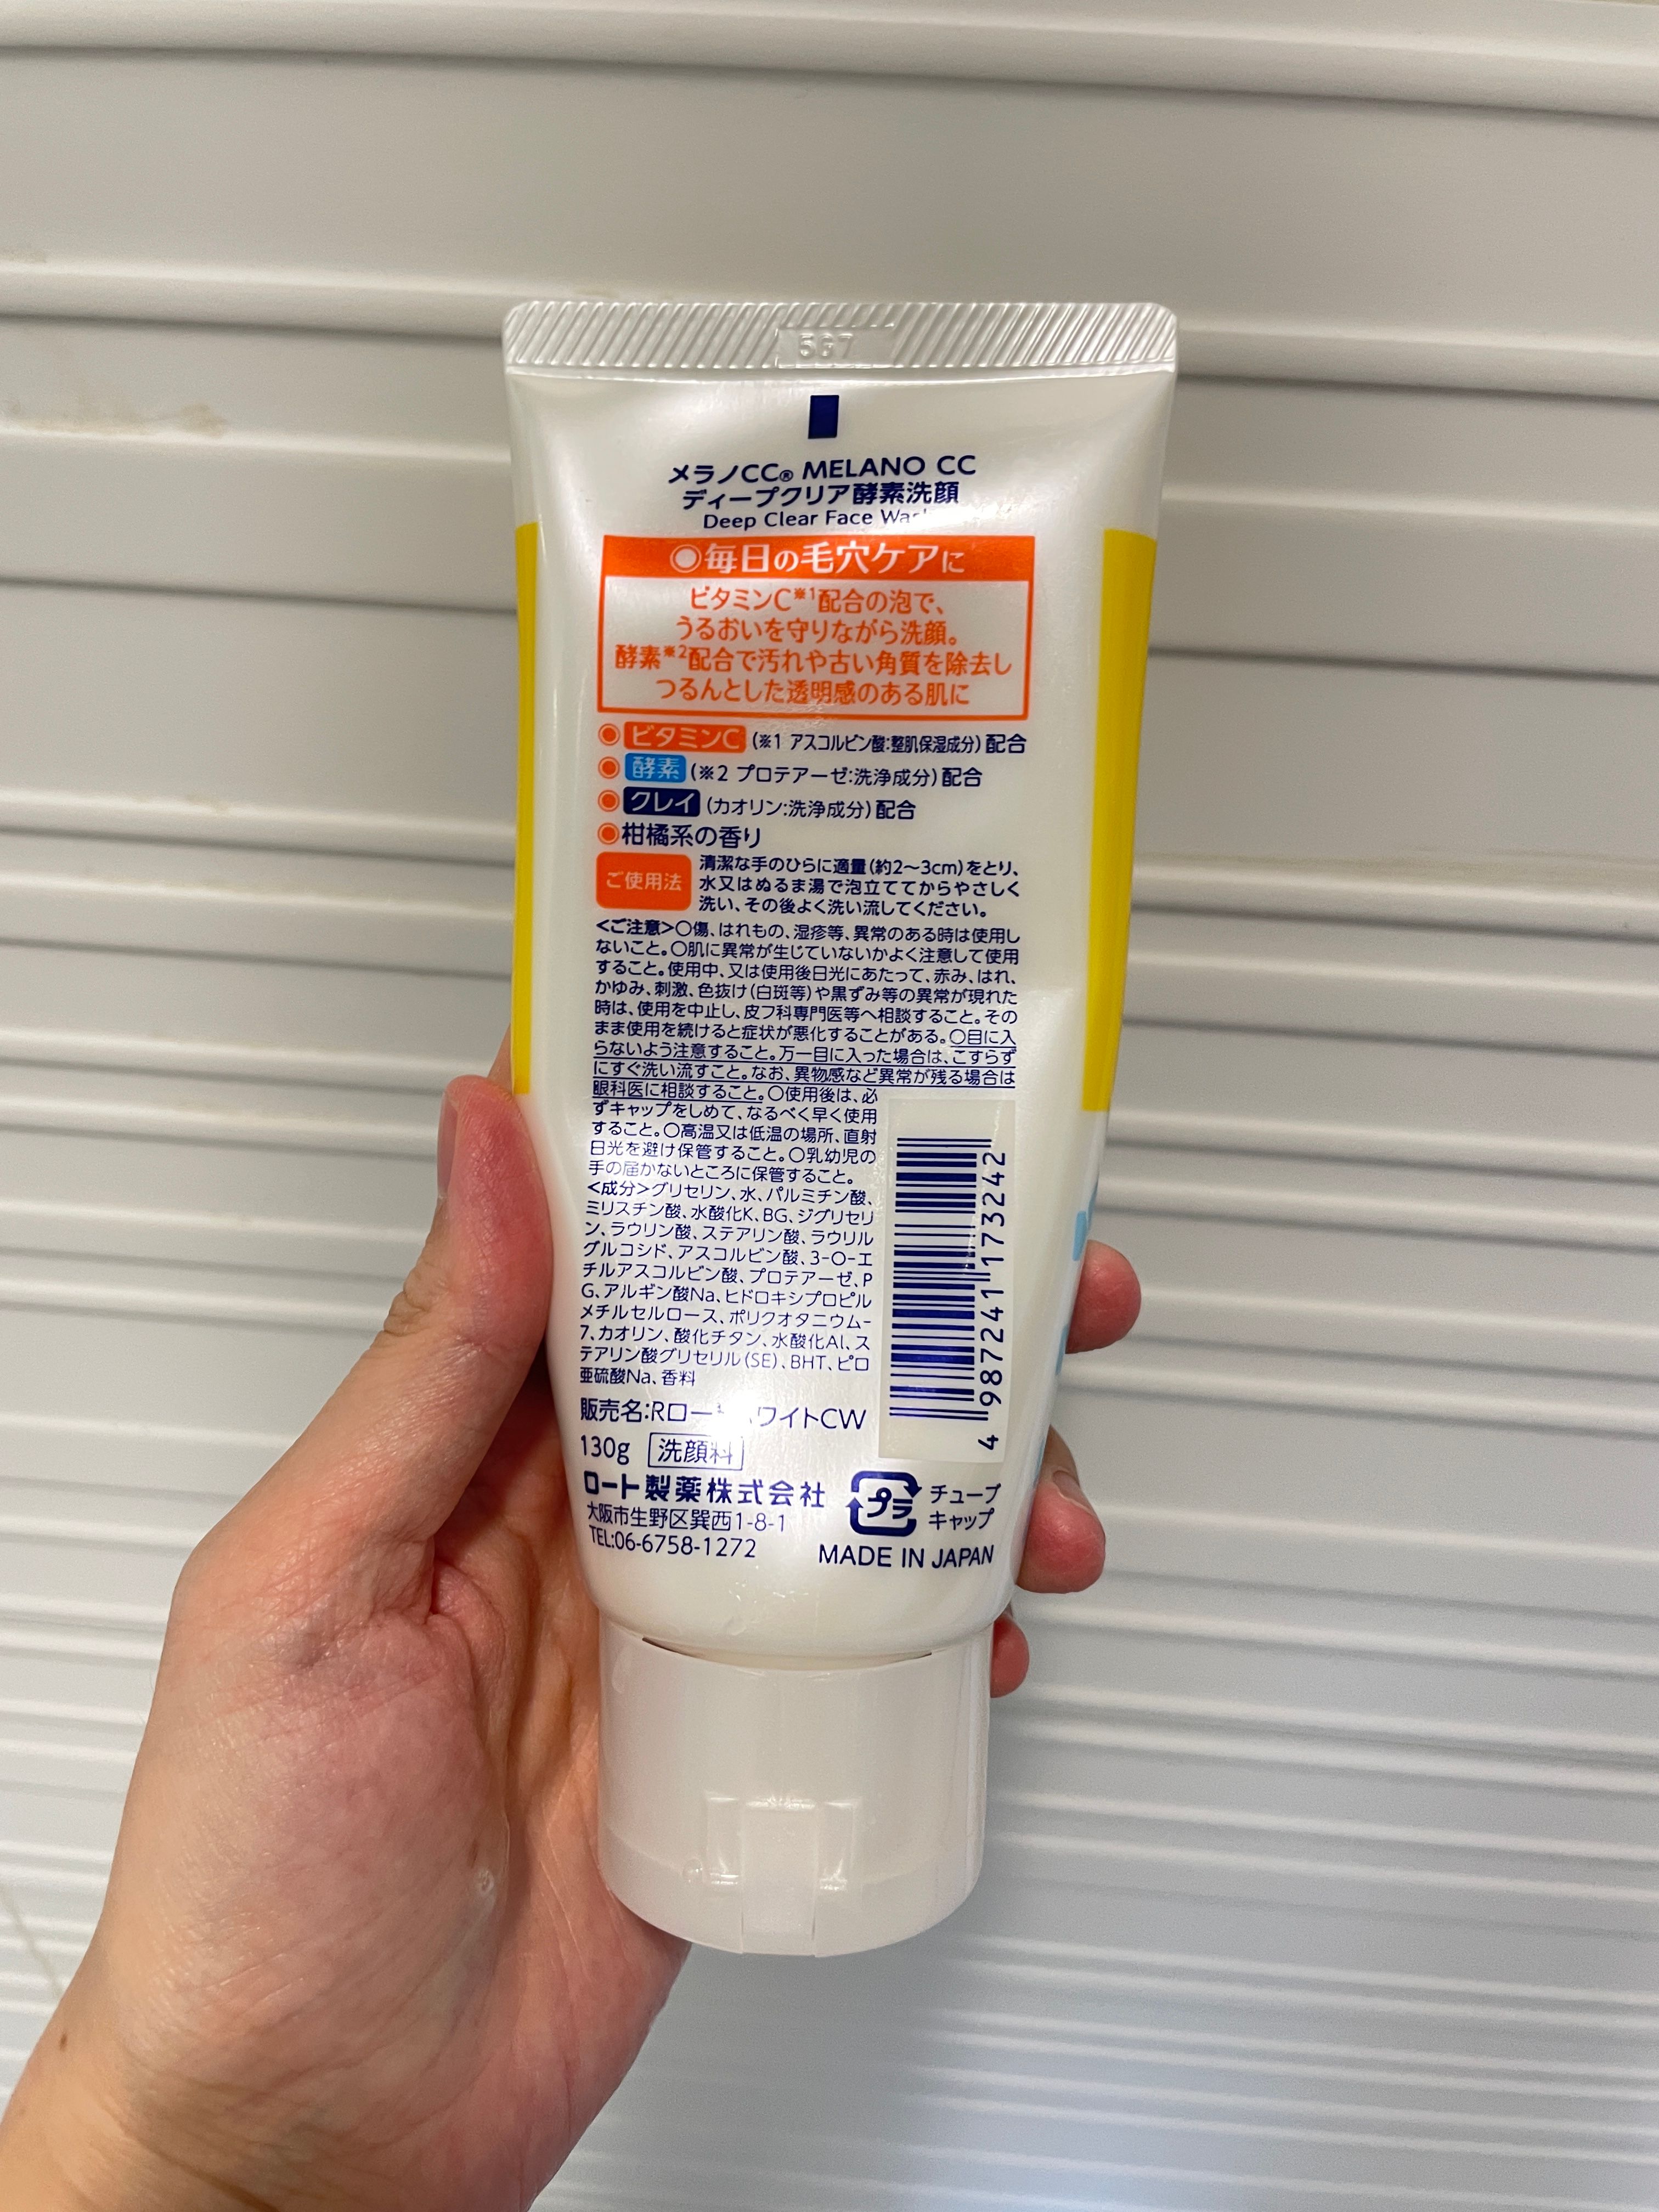 メラノCC® MELANO CC
ディープクリア酵素洗顔
Deep Clear Face
◉毎日の毛穴ケアに
ビタミンC※1配合の泡で、
うるおいを守りながら洗顔。
酵素※2配合で汚れや古い角質を除去し
つるんとした透明感のある肌に
◉ビタミンC(※1 アスコルビン酸:整肌保湿成分)配合
◉酵素(※2 プロテアーゼ:洗浄成分)配合
◉クレイ(カオリン:洗浄成分)配合
◉柑橘系の香り
ご使用法
清潔な手のひらに適量(約2〜3cm)をとり、
水又はぬるま湯で泡立ててからやさしく
洗い、その後よく洗い流してください。
<ご注意>○傷、はれもの、湿疹等、異常のある時は使用し
ないこと。○肌に異常が生じていないかよく注意して使用
すること。使用中、又は使用後日光にあたって、赤み、はれ、
かゆみ、刺激、色抜け(白斑等)や黒ずみ等の異常が現れた
時は、使用を中止し、皮フ科専門医等へ相談すること。その
まま使用を続けると症状が悪化することがある。○目に入
らないよう注意すること。万一目に入った場合は、こすらず
にすぐ洗い流すこと。なお、異物感など異常が残る場合は
眼科医に相談すること。○使用後は、必
ずキャップをしめて、なるべく早く使用
すること。○高温又は低温の場所、直射
日光を避け保管すること。○乳幼児の
手の届かないところに保管すること。
<成分>グリセリン、水、パルミチン酸、
ミリスチン酸、水酸化K、BG、ジグリセリ
ン、ラウリン酸、ステアリン酸、ラウリル
グルコシド、アスコルビン酸、3-O-エ
チルアスコルビン酸、プロテアーゼ、P
G、アルギン酸Na、ヒドロキシプロピル
メチルセルロース、ポリクオタニウム-
7、カオリン、酸化チタン、水酸化Al、ス
テアリン酸グリセリル(SE)、BHT、ピロ
亜硫酸Na、香料
4 987241 173242
販売名:Rロー ワイトCW
130g 洗顔料
ロート製薬株式会社
大阪市生野区巽西1-8-1
TEL:06-6758-1272
プラ
チューブ
キャップ
MADE IN JAPAN